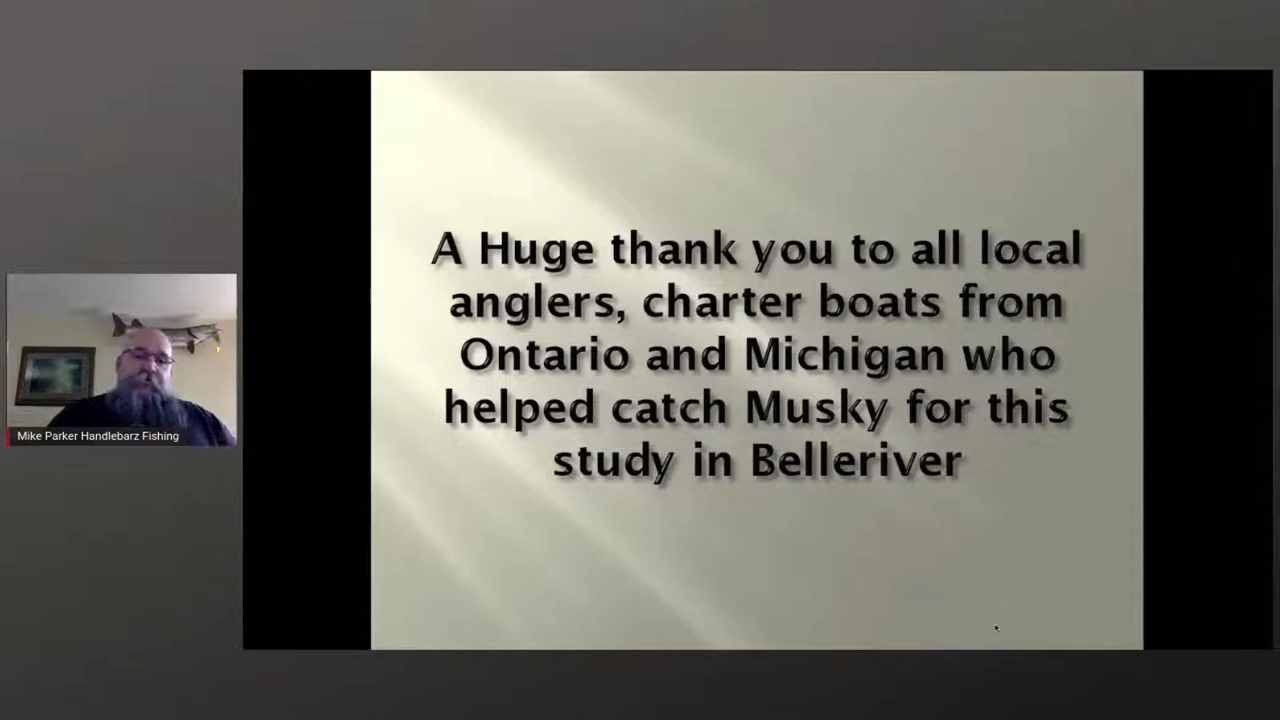 A Huge thank you to all local
anglers, charter boats from
Ontario and Michigan who
helped catch Musky for this
study in Belleriver
Mike Parker Handlebarz Fishing